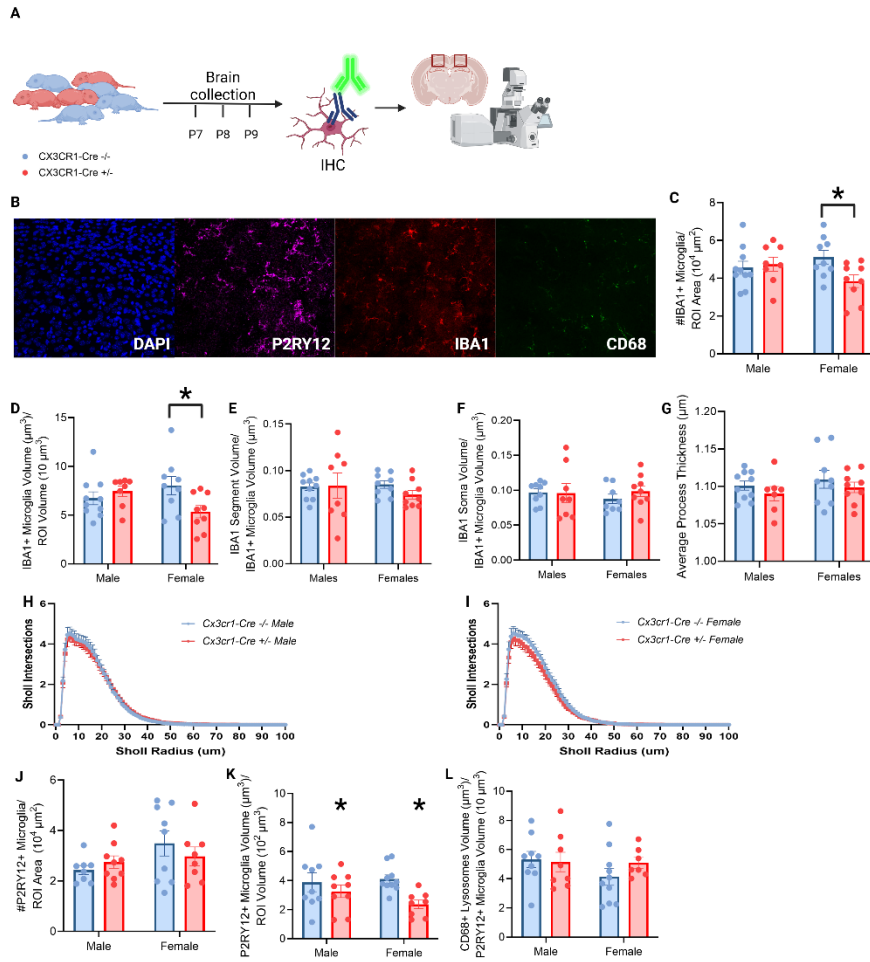 A
Brain
collection
P7 P8 P9
IHC
CX3CR1-Cre -/-
CX3CR1-Cre +/-
B
DAPI
P2RY12
IBA1
CD68
C
#IBA1+ Microglia/
ROI Area (10⁴ µm²)
0
2
4
6
8
*
Male
Female
D
IBA1+ Microglia Volume (µm³)/
ROI Volume (10 µm³)
0
5
10
15
*
Male
Female
E
IBA1 Segment Volume/
IBA1+ Microglia Volume (µm³)
0.00
0.05
0.10
0.15
Males
Females
F
IBA1 Soma Volume/
IBA1+ Microglia Volume (µm³)
0.00
0.05
0.10
0.15
0.20
Males
Females
G
Average Process Thickness (µm)
1.00
1.05
1.10
1.15
1.20
Males
Females
H
Sholl Intersections
0
2
4
6
Cx3cr1-Cre -/- Male
Cx3cr1-Cre +/- Male
0 10 20 30 40 50 60 70 80 90 100
Sholl Radius (um)
I
Sholl Intersections
0
2
4
6
Cx3cr1-Cre -/- Female
Cx3cr1-Cre +/- Female
0 10 20 30 40 50 60 70 80 90 100
Sholl Radius (um)
J
#P2RY12+ Microglia/
ROI Area (10⁴ µm²)
0
2
4
6
Male
Female
K
P2RY12+ Microglia Volume (µm³)/
ROI Volume (10² µm³)
0
2
4
6
8
10
*
*
Male
Female
L
CD68+ Lysosomes Volume (µm³)/
P2RY12+ Microglia Volume (10 µm³)
0
2
4
6
8
10
Male
Female